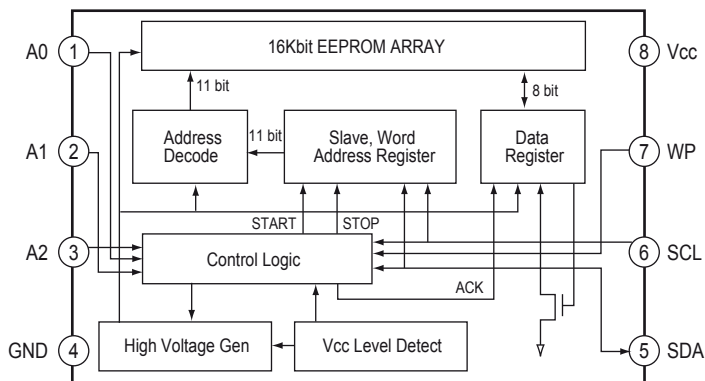 16Kbit EEPROM ARRAY
A0
1
8
Vcc
11 bit
8 bit
Address
Decode
11 bit
Slave, Word
Address Register
Data
Register
A1
2
7
WP
START
STOP
A2
3
Control Logic
6
SCL
ACK
GND
4
High Voltage Gen
Vcc Level Detect
5
SDA